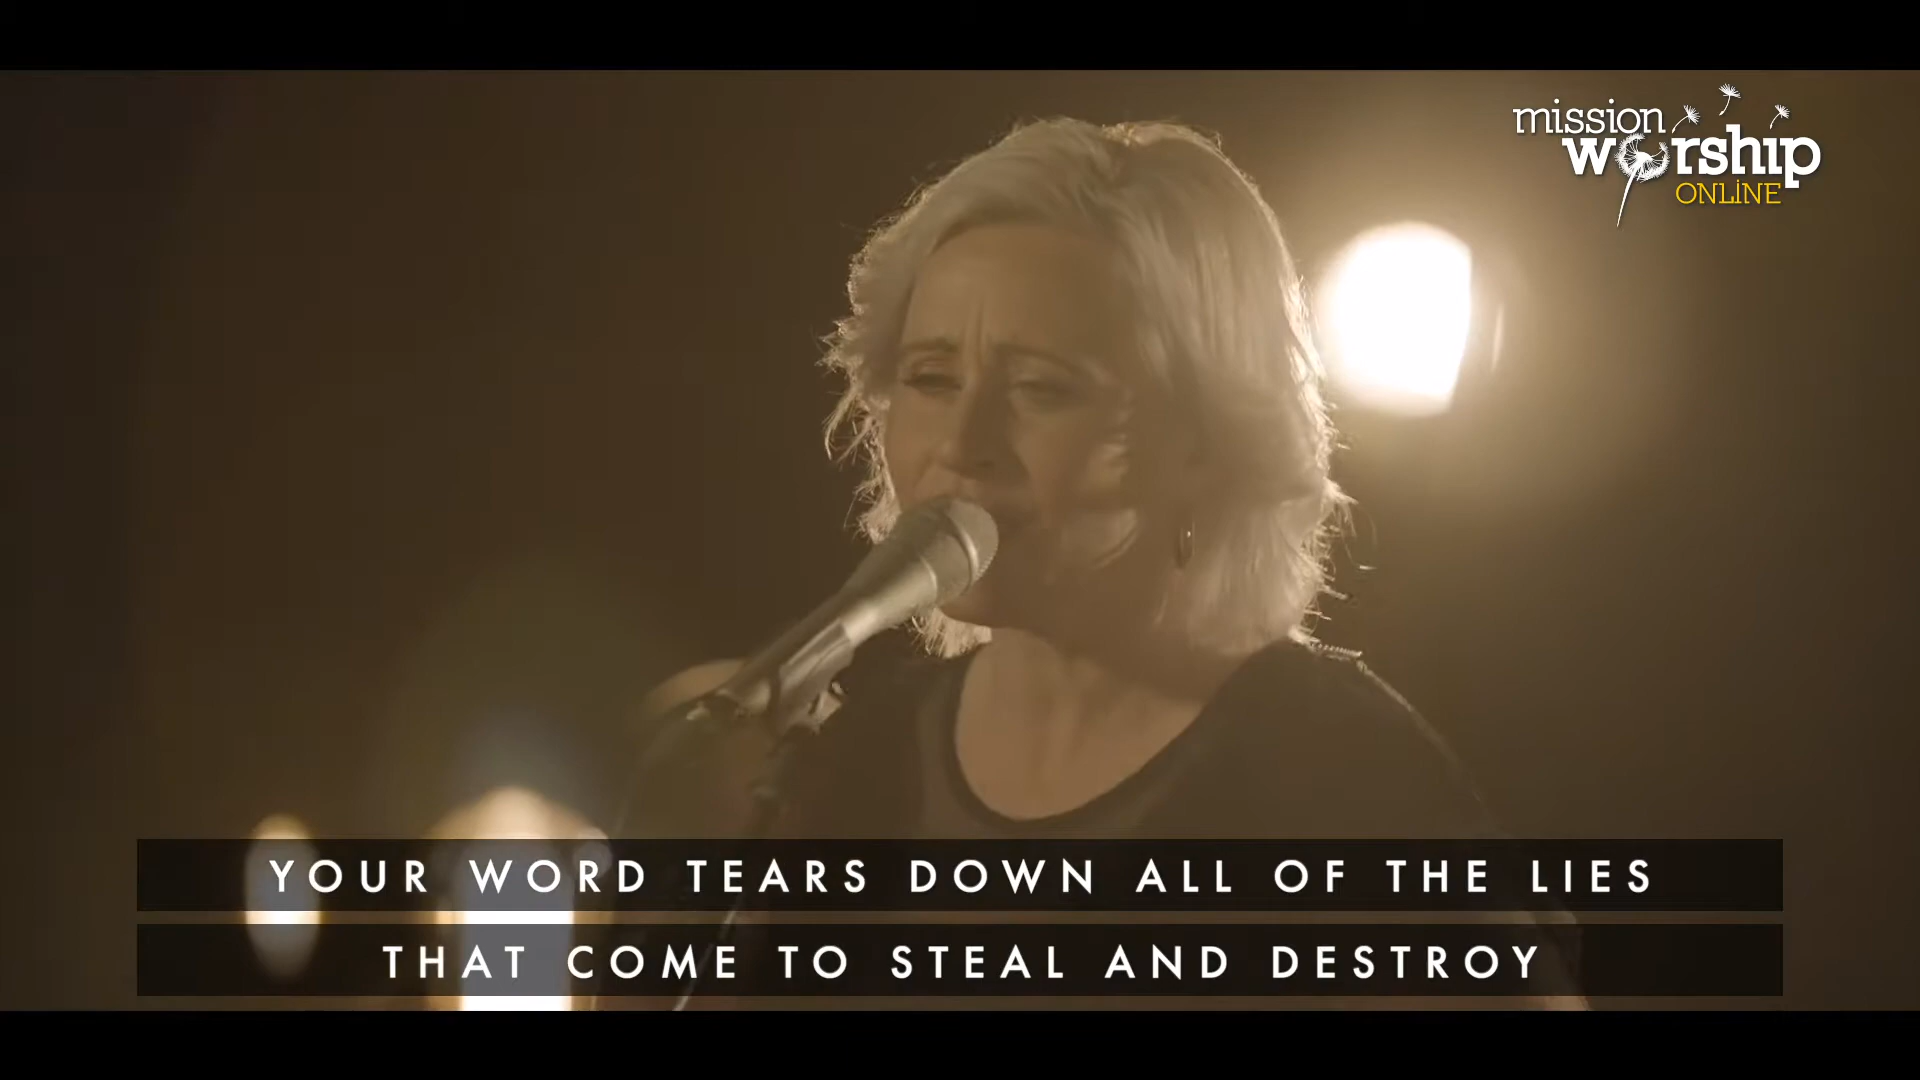 mission
worship
ONLINE
YOUR WORD TEARS DOWN ALL OF THE LIES
THAT COME TO STEAL AND DESTROY